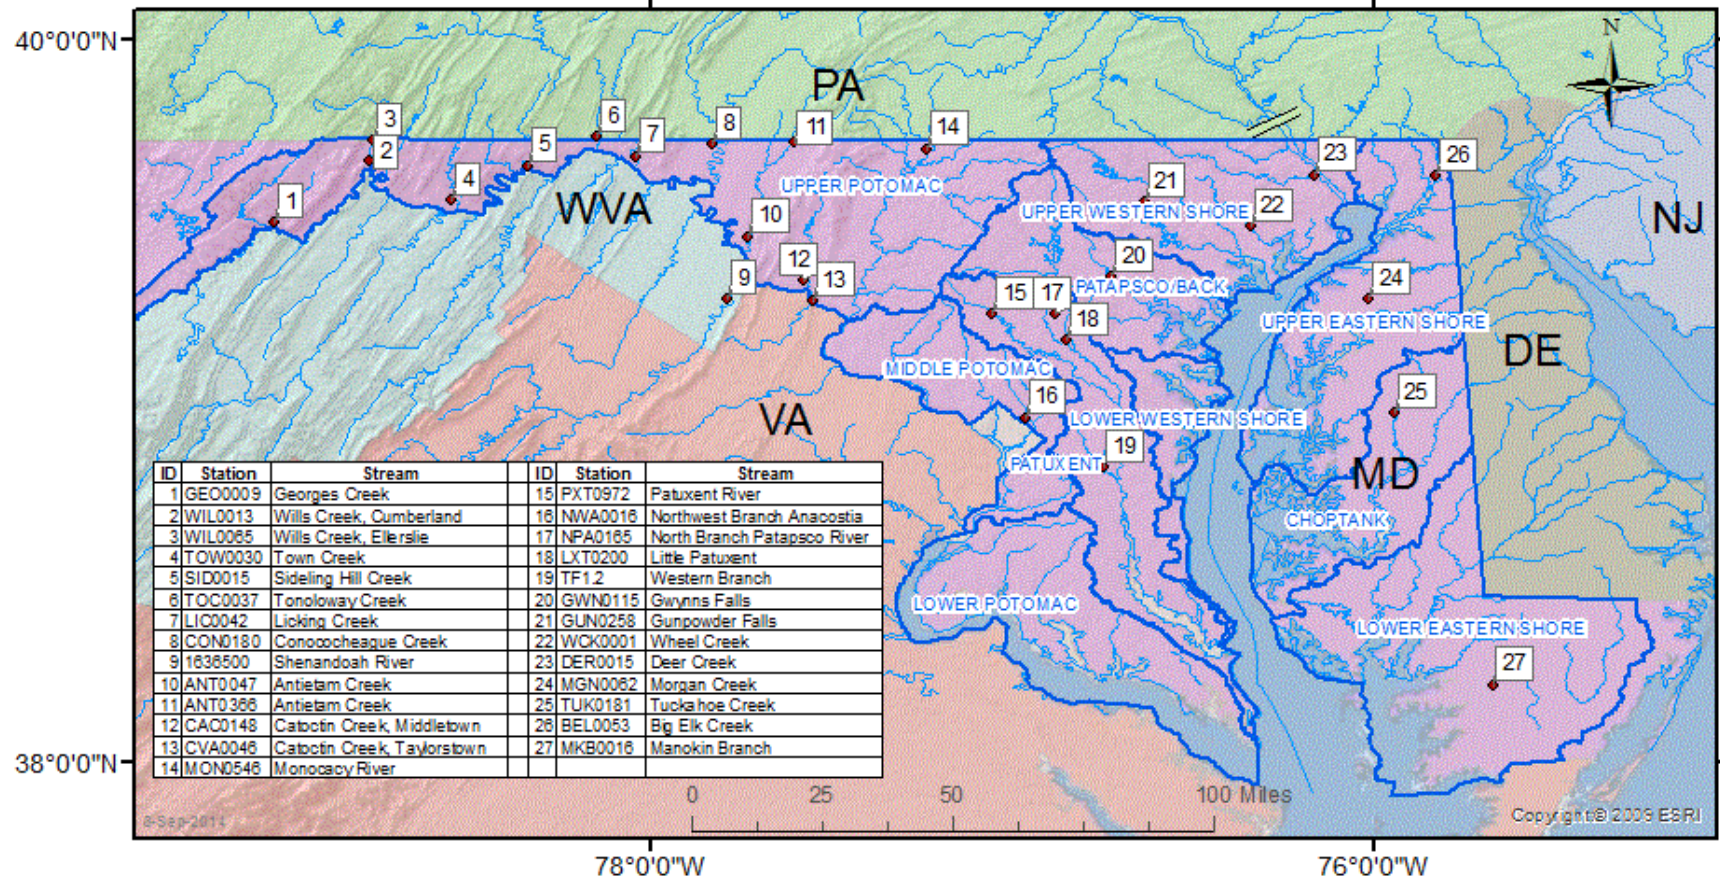 40°0'0"N
N
PA
3
6
8
11
14
2
5
7
23
26
4
UPPER POTOMAC
21
1
WVA
UPPER WESTERN SHORE
22
NJ
10
20
12
13
9
PATAPSCO/BACK
24
15
17
18
UPPER EASTERN SHORE
DE
MIDDLE POTOMAC
16
25
VA
LOWER WESTERN SHORE
19
PATUXENT
MD
CHOPTANK
LOWER POTOMAC
LOWER EASTERN SHORE
27
ID Station Stream ID Station Stream
1 GEO0009 Georges Creek 15 PXT0972 Patuxent River
2 WIL0013 Wills Creek, Cumberland 16 NWA0016 Northwest Branch Anacostia
3 WIL0065 Wills Creek, Ellerslie 17 NPA0165 North Branch Patapsco River
4 TOW0030 Town Creek 18 LXT0200 Little Patuxent
5 SID0015 Sideling Hill Creek 19 TF1.2 Western Branch
6 TOC0037 Tonoloway Creek 20 GWN0115 Gwynns Falls
7 LIC0042 Licking Creek 21 GUN0258 Gunpowder Falls
8 CON0180 Conococheague Creek 22 WCK0001 Wheel Creek
9 1636500 Shenandoah River 23 DER0015 Deer Creek
10 ANT0047 Antietam Creek 24 MGN0062 Morgan Creek
11 ANT0366 Antietam Creek 25 TUK0181 Tuckahoe Creek
12 CAC0148 Catoctin Creek, Middletown 26 BEL0053 Big Elk Creek
13 CVA0046 Catoctin Creek, Taylorstown 27 MKB0016 Manokin Branch
14 MON0546 Monocacy River
38°0'0"N
0 25 50 100 Miles
8-Sep-2014
Copyright:© 2009 ESRI
78°0'0"W
76°0'0"W